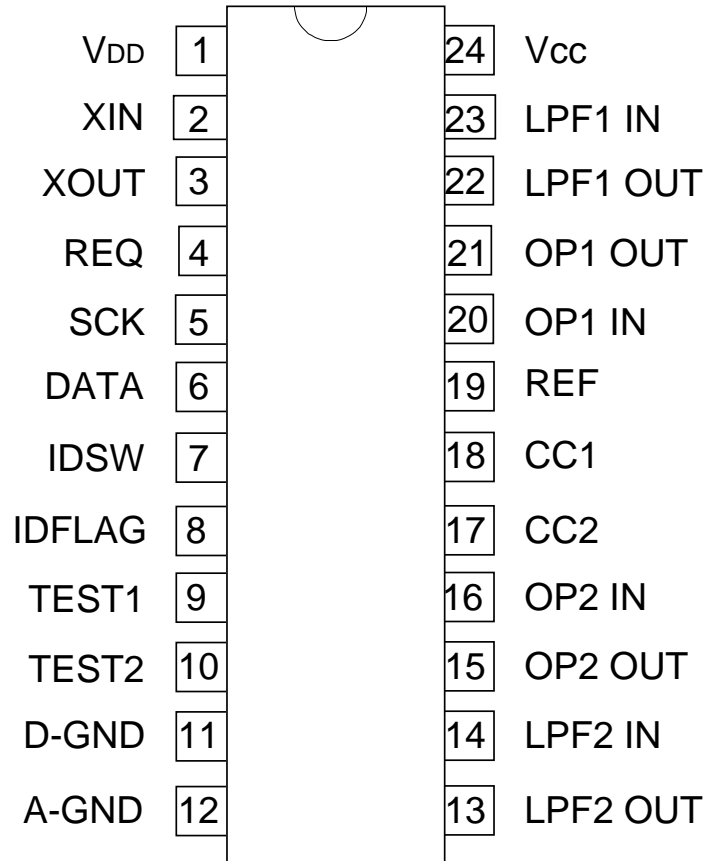 VDD 1 24 Vcc
XIN 2 23 LPF1 IN
XOUT 3 22 LPF1 OUT
REQ 4 21 OP1 OUT
SCK 5 20 OP1 IN
DATA 6 19 REF
IDSW 7 18 CC1
IDFLAG 8 17 CC2
TEST1 9 16 OP2 IN
TEST2 10 15 OP2 OUT
D-GND 11 14 LPF2 IN
A-GND 12 13 LPF2 OUT